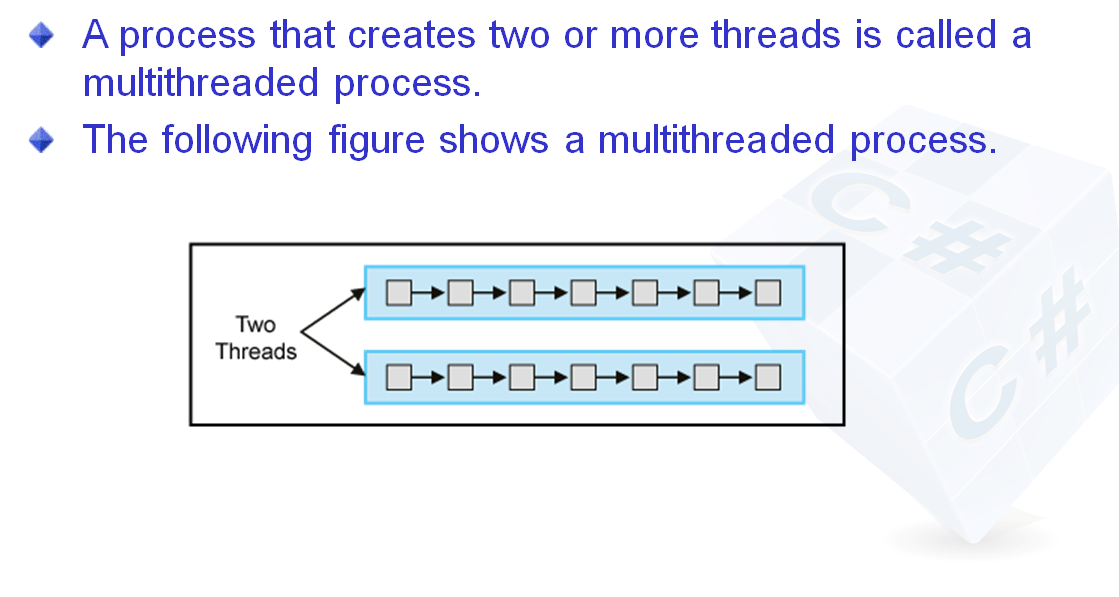 A process that creates two or more threads is called a
multithreaded process.
The following figure shows a multithreaded process.
Two
Threads
C#
C#